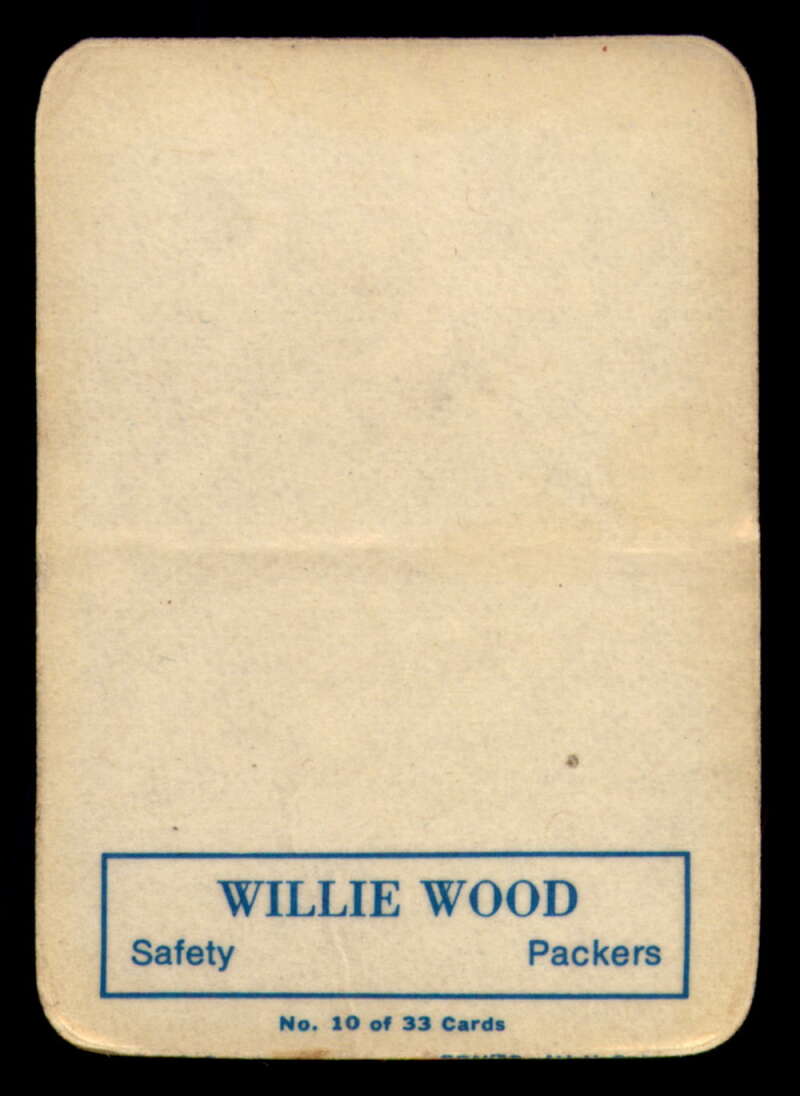 WILLIE WOOD
Safety Packers
No. 10 of 33 Cards